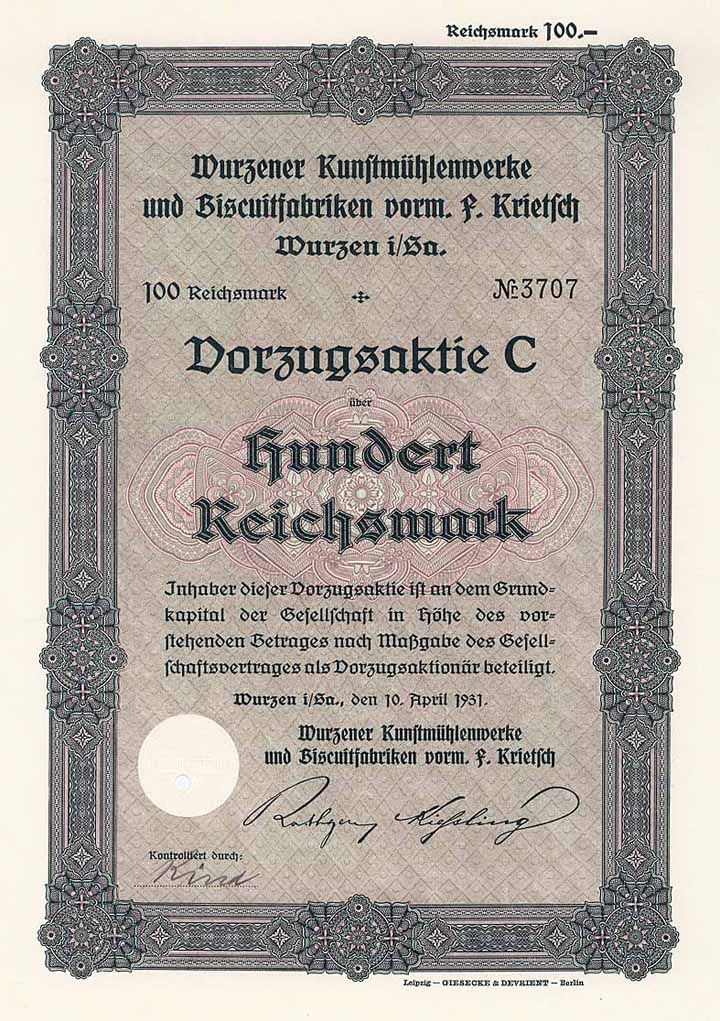 Reichsmark 100.—
Wurzener Kunstmühlenwerke
und Biscuitfabriken vorm. F. Krietsch
Wurzen i/Sa.
100 Reichsmark № 3707
Vorzugsaktie C
über
Hundert
Reichsmark
Inhaber dieser Vorzugsaktie ist an dem Grund-
kapital der Gesellschaft in Höhe des vor-
stehenden Betrages nach Maßgabe des Gesell-
schaftsvertrages als Vorzugsaktionär beteiligt.
Wurzen i/Sa., den 10. April 1931.
Wurzener Kunstmühlenwerke
und Biscuitfabriken vorm. F. Krietsch
Kiessling
Kontrolliert durch:
Kind
Leipzig — GIESECKE & DEVRIENT — Berlin